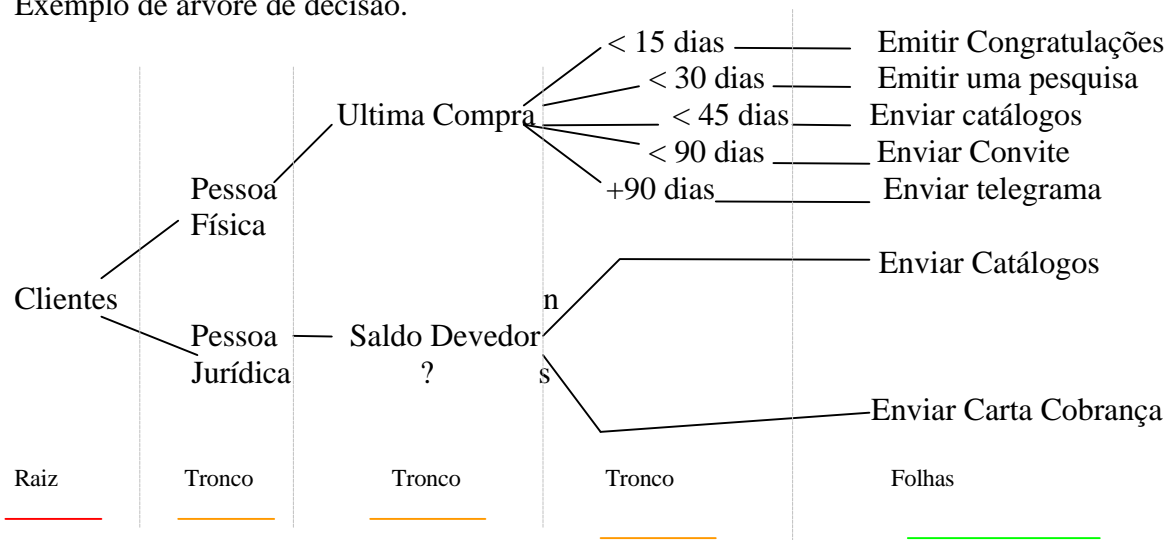 Exemplo de árvore de decisão.
< 15 dias Emitir Congratulações
< 30 dias Emitir uma pesquisa
Ultima Compra < 45 dias Enviar catálogos
< 90 dias Enviar Convite
Pessoa +90 dias Enviar telegrama
Física
Enviar Catálogos
Clientes n
Pessoa Saldo Devedor
Jurídica ? s
Enviar Carta Cobrança
Raiz Tronco Tronco Tronco Folhas